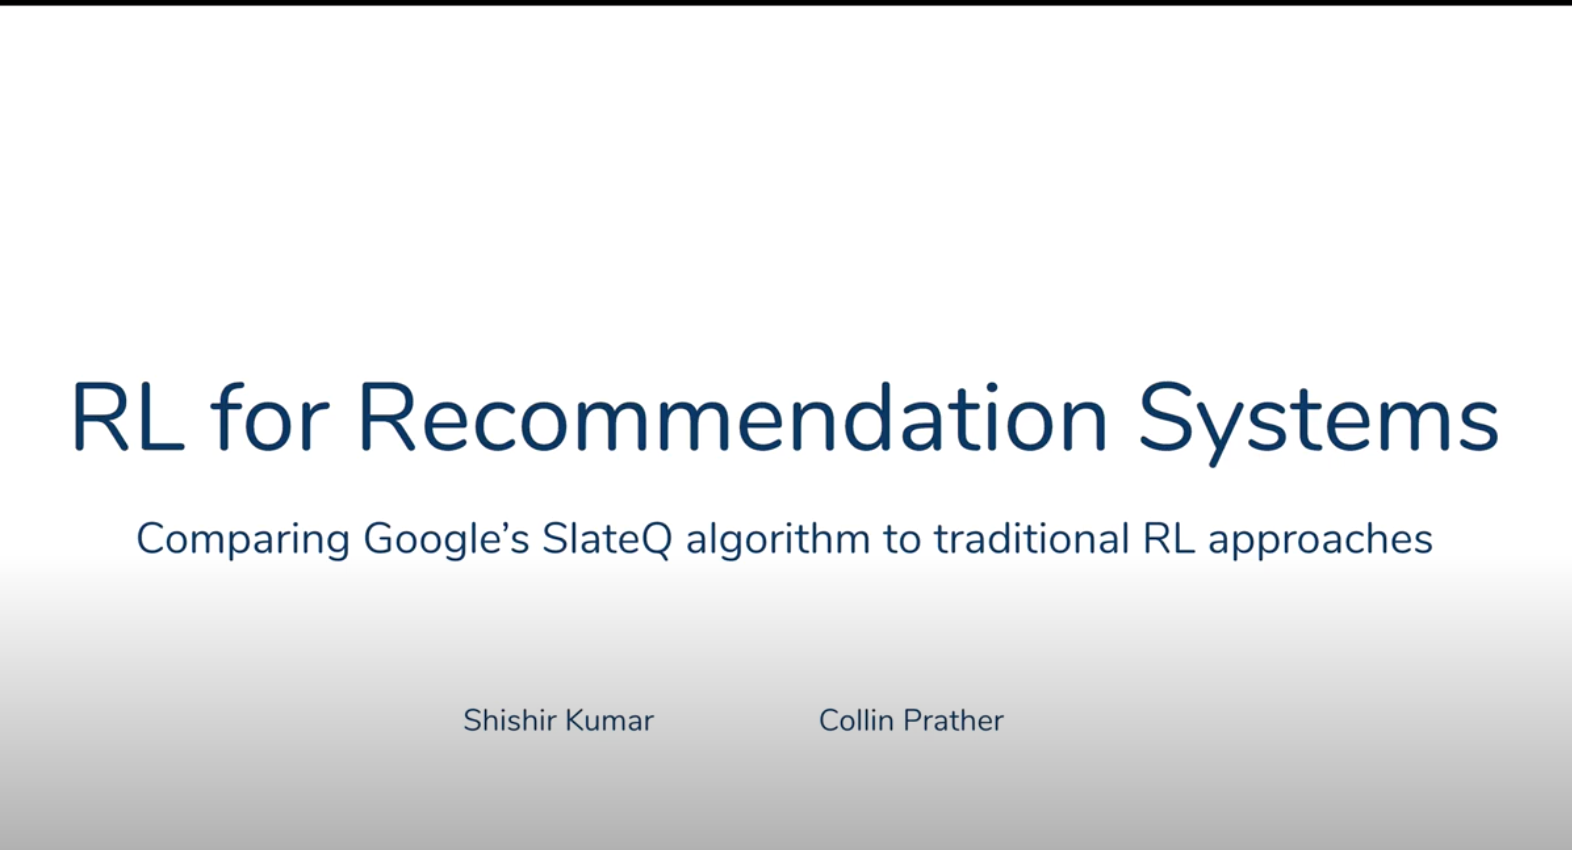 RL for Recommendation Systems
Comparing Google’s SlateQ algorithm to traditional RL approaches
Shishir Kumar Collin Prather